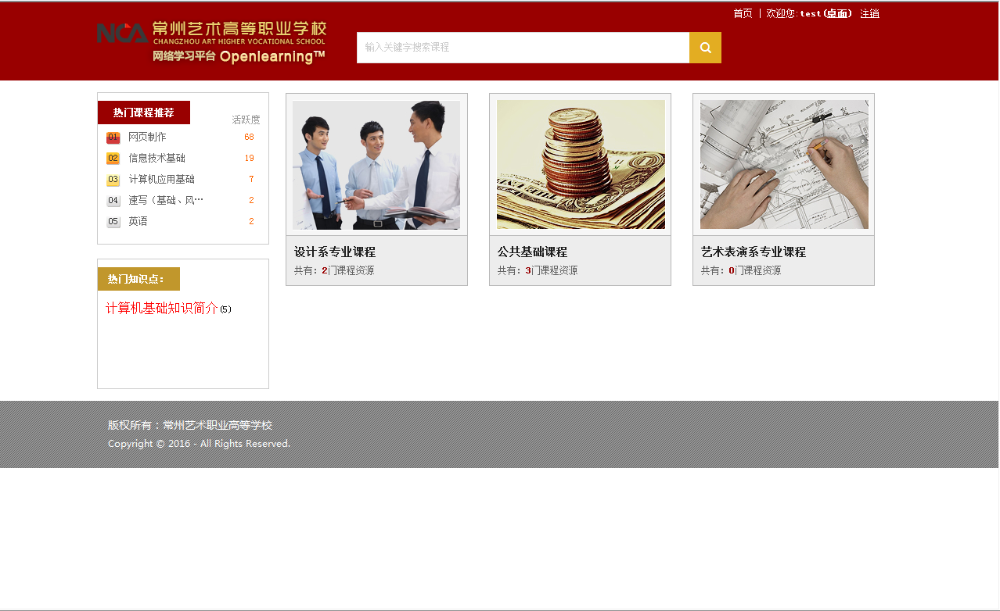 首页 | 欢迎您: test (桌面) 注销
NCA
常州艺术高等职业学校
CHANGZHOU ART HIGHER VOCATIONAL SCHOOL
网络学习平台 Openlearning™
输入关键字搜索课程
热门课程推荐
活跃度
01 网页制作 68
02 信息技术基础 19
03 计算机应用基础 7
04 速写（基础、风… 2
05 英语 2
热门知识点：
计算机基础知识简介 (5)
设计系专业课程
共有：2门课程资源
公共基础课程
共有：3门课程资源
艺术表演系专业课程
共有：0门课程资源
版权所有：常州艺术职业高等学校
Copyright © 2016 - All Rights Reserved.